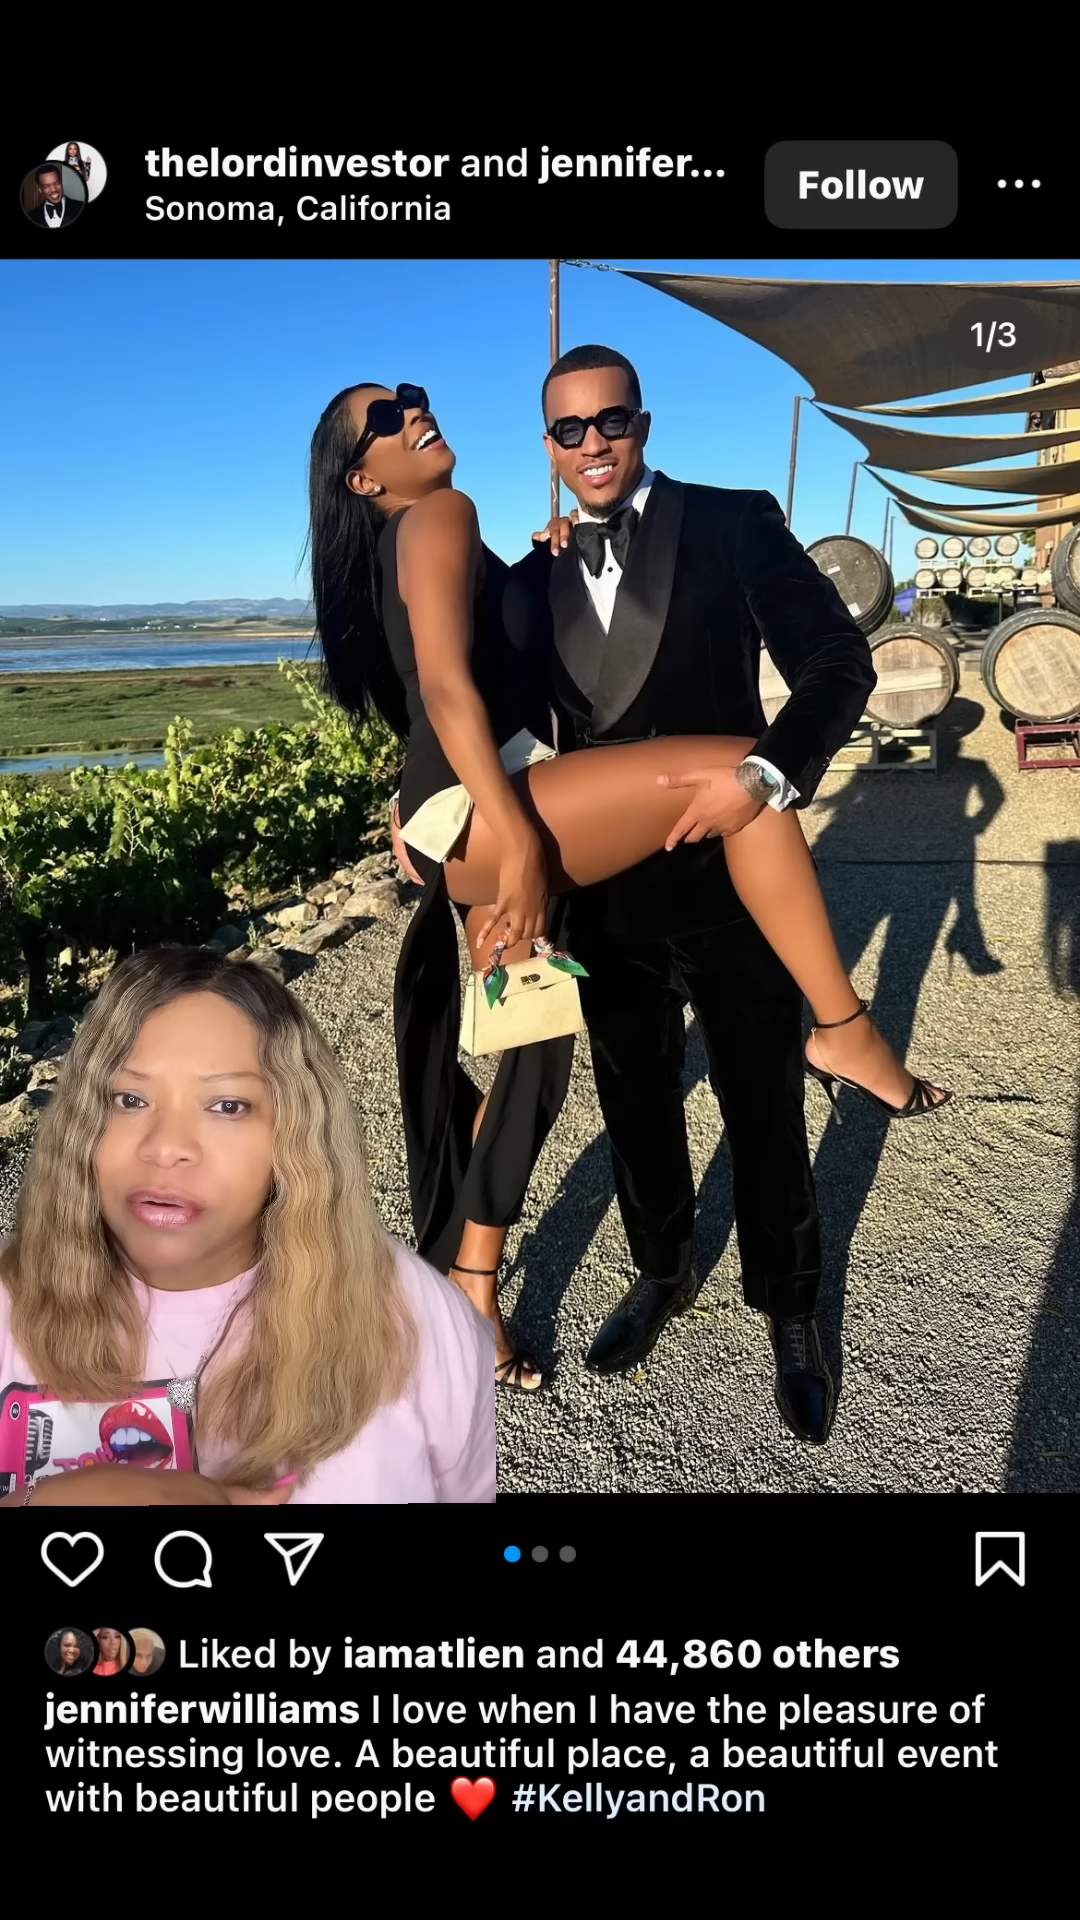 thelordinvestor and jennifer...
Sonoma, California
Follow
1/3
Liked by iamatlien and 44,860 others
jenniferwilliams I love when I have the pleasure of
witnessing love. A beautiful place, a beautiful event
with beautiful people ❤️ #KellyandRon